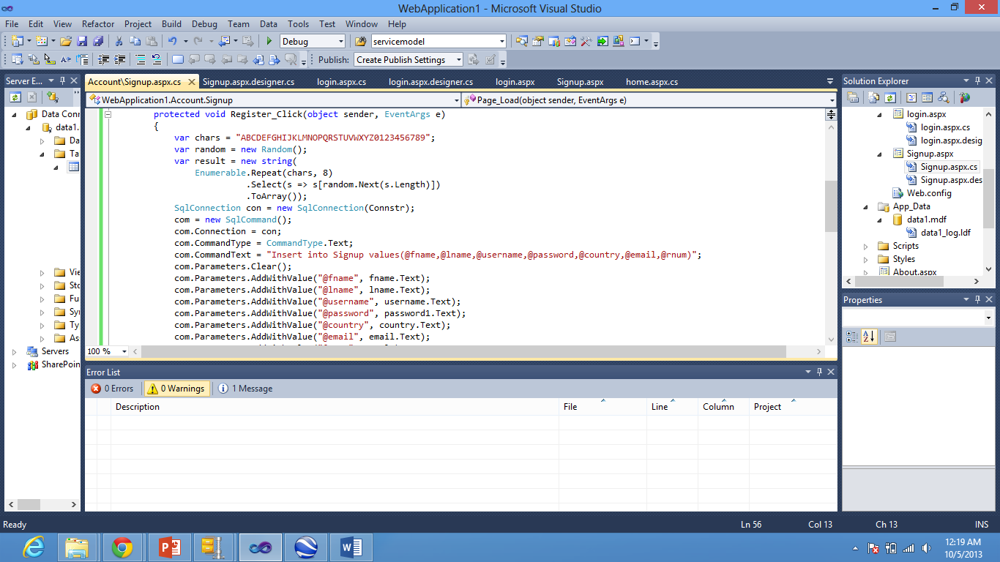 WebApplication1 - Microsoft Visual Studio
File Edit View Refactor Project Build Debug Team Data Tools Test Window Help
Debug servicemodel
Publish: Create Publish Settings
Server E...
Data Conn
data1.
Da
Ta
Vie
Sto
Fu
Syn
Ty
Ass
Servers
SharePoin
Account\Signup.aspx.cs Signup.aspx.designer.cs login.aspx.cs login.aspx.designer.cs login.aspx Signup.aspx home.aspx.cs
WebApplication1.Account.Signup Page_Load(object sender, EventArgs e)
protected void Register_Click(object sender, EventArgs e)
{
var chars = "ABCDEFGHIJKLMNOPQRSTUVWXYZ0123456789";
var random = new Random();
var result = new string(
Enumerable.Repeat(chars, 8)
.Select(s => s[random.Next(s.Length)])
.ToArray());
SqlConnection con = new SqlConnection(Connstr);
com = new SqlCommand();
com.Connection = con;
com.CommandType = CommandType.Text;
com.CommandText = "Insert into Signup values(@fname,@lname,@username,@password,@country,@email,@rnum)";
com.Parameters.Clear();
com.Parameters.AddWithValue("@fname", fname.Text);
com.Parameters.AddWithValue("@lname", lname.Text);
com.Parameters.AddWithValue("@username", username.Text);
com.Parameters.AddWithValue("@password", password1.Text);
com.Parameters.AddWithValue("@country", country.Text);
com.Parameters.AddWithValue("@email", email.Text);
100 %
Error List
0 Errors 0 Warnings 1 Message
Description File Line Column Project
Solution Explorer
login.aspx
login.aspx.cs
login.aspx.desig
Signup.aspx
Signup.aspx.cs
Signup.aspx.des
Web.config
App_Data
data1.mdf
data1_log.ldf
Scripts
Styles
About.aspx
Properties
Ready Ln 56 Col 13 Ch 13 INS
12:19 AM
10/5/2013